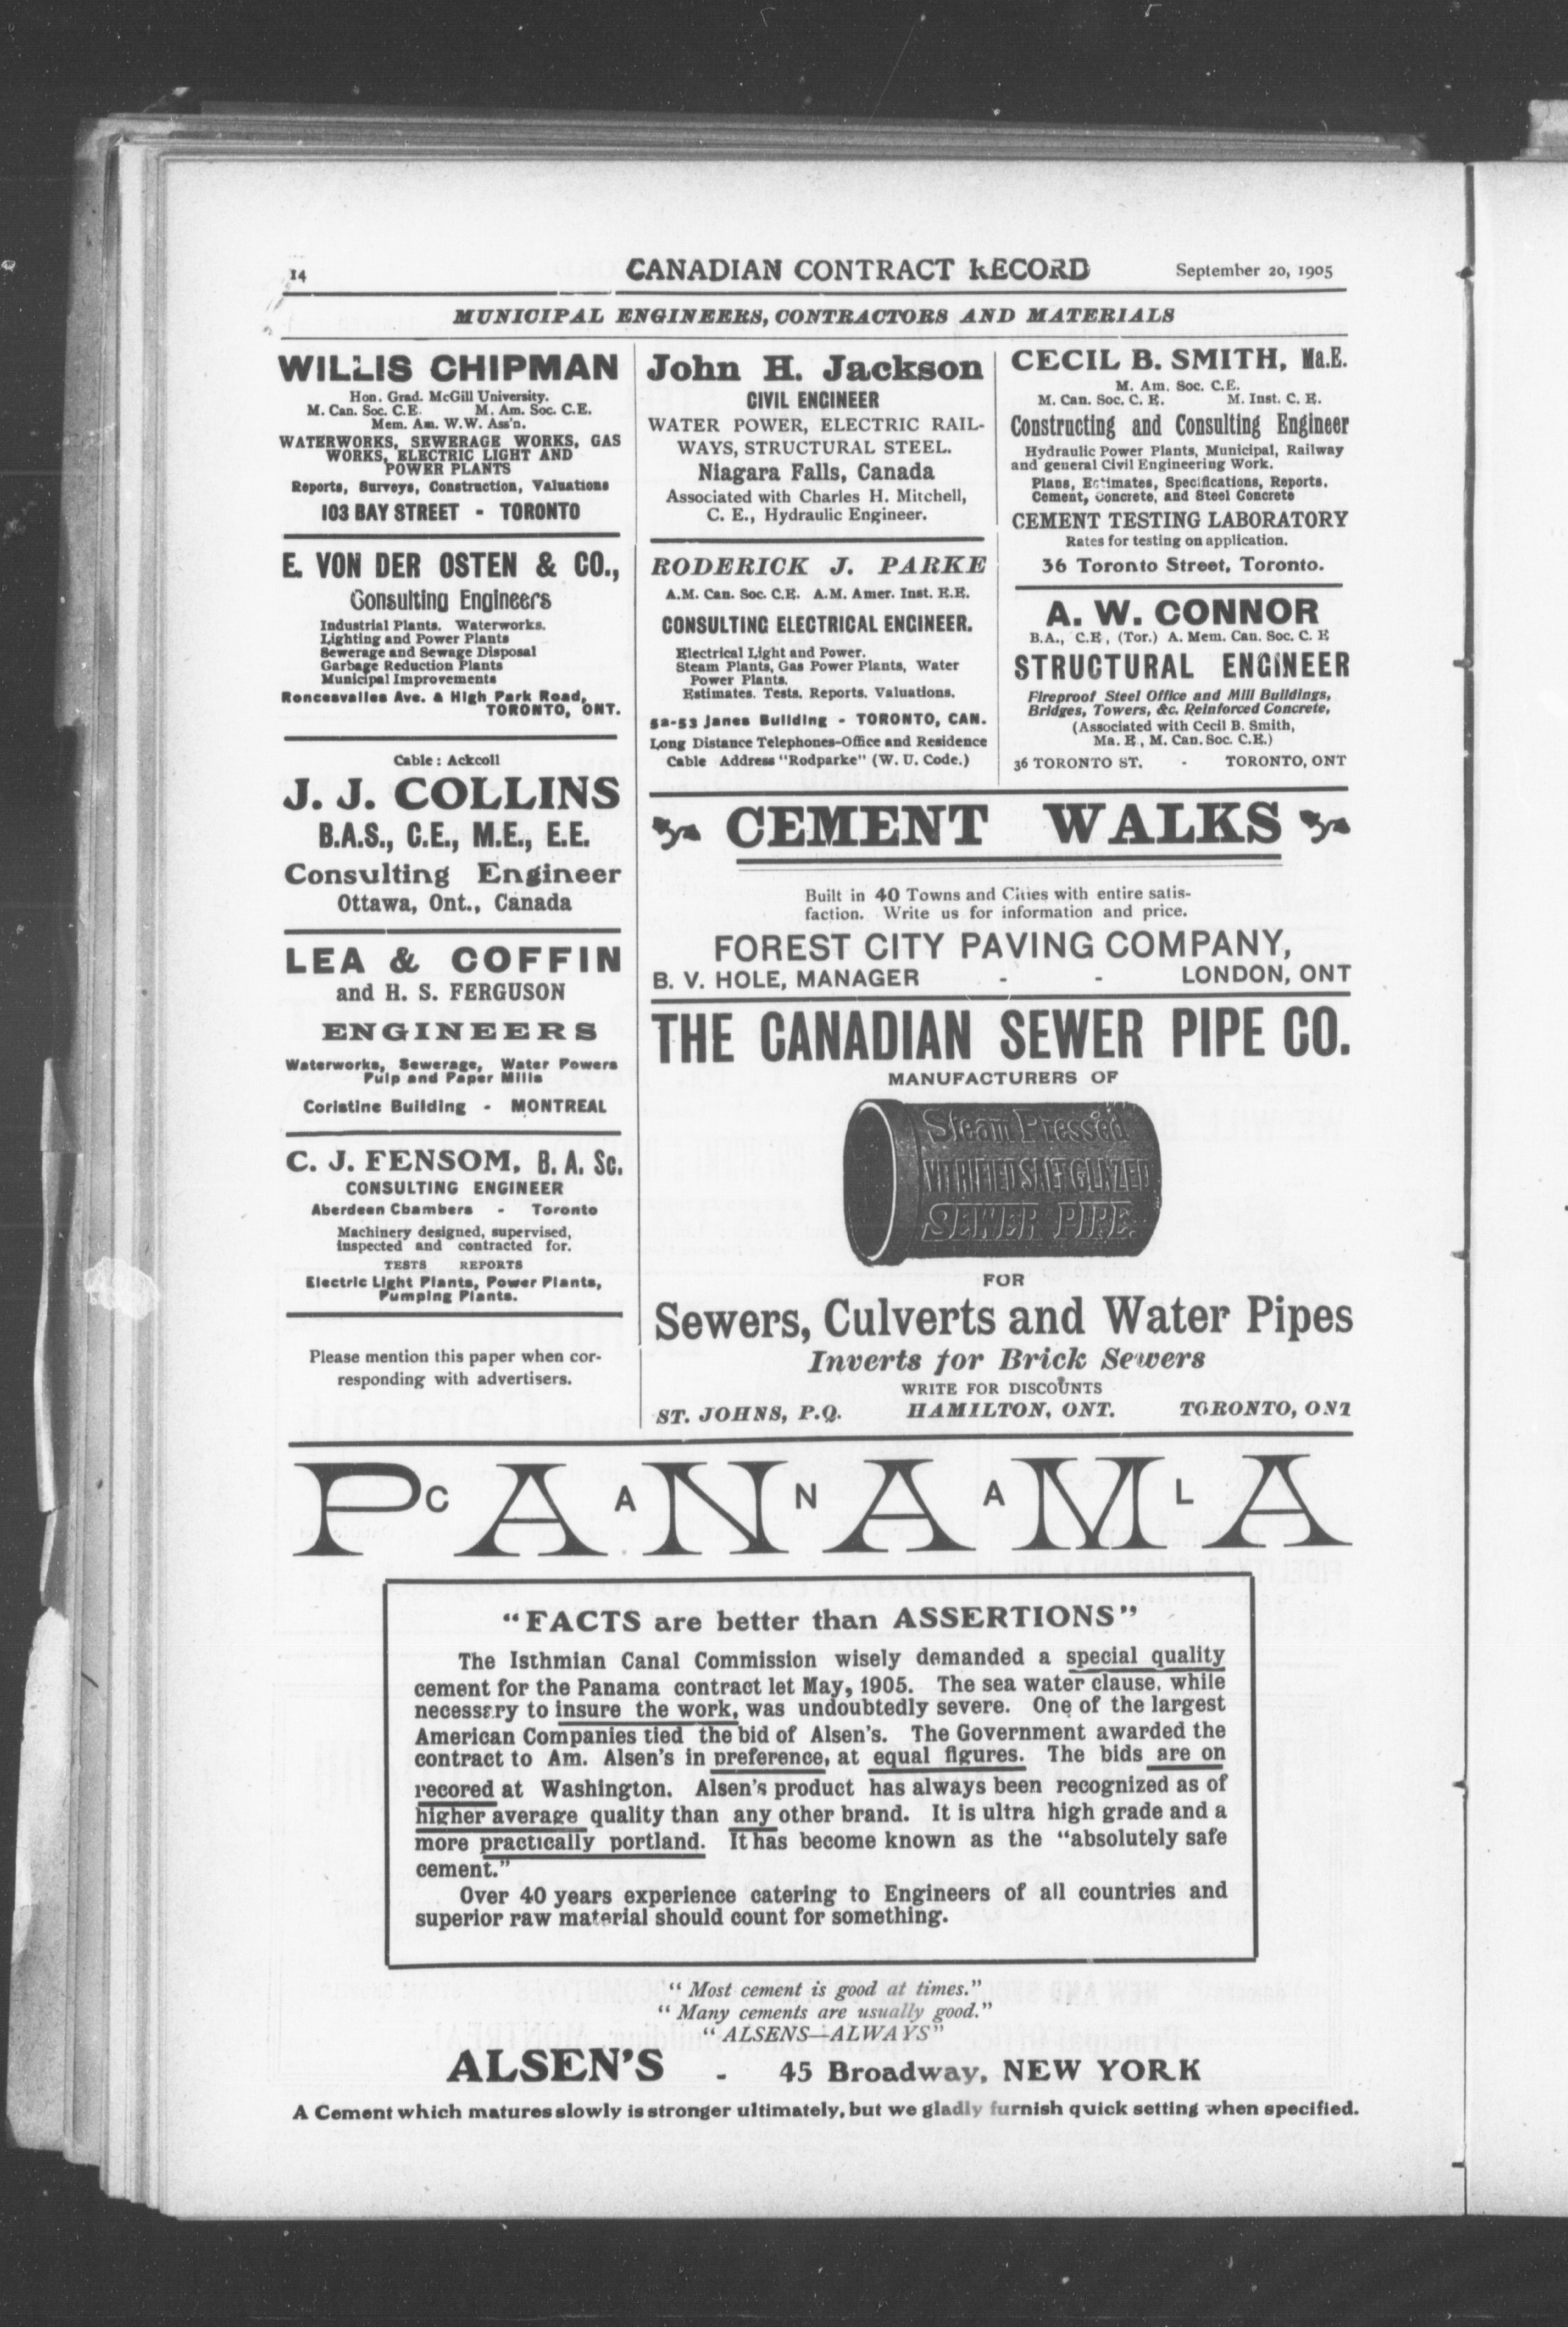 14
CANADIAN CONTRACT RECORD
September 20, 1905
MUNICIPAL ENGINEERS, CONTRACTORS AND MATERIALS
WILLIS CHIPMAN
Hon. Grad. McGill University.
M. Can. Soc. C.E. M. Am. Soc. C.E.
Mem. Am. W.W. Ass'n.
WATERWORKS, SEWERAGE WORKS, GAS
WORKS, ELECTRIC LIGHT AND
POWER PLANTS
Reports, Surveys, Construction, Valuations
103 BAY STREET - TORONTO
E. VON DER OSTEN & CO.,
Consulting Engineers
Industrial Plants. Waterworks.
Lighting and Power Plants
Sewerage and Sewage Disposal
Garbage Reduction Plants
Municipal Improvements
Roncesvalles Ave. & High Park Road,
TORONTO, ONT.
Cable : Ackcoll
J. J. COLLINS
B.A.S., C.E., M.E., E.E.
Consulting Engineer
Ottawa, Ont., Canada
LEA & COFFIN
and H. S. FERGUSON
ENGINEERS
Waterworks, Sewerage, Water Powers
Pulp and Paper Mills
Coristine Building - MONTREAL
C. J. FENSOM, B. A. Sc.
CONSULTING ENGINEER
Aberdeen Chambers - Toronto
Machinery designed, supervised,
inspected and contracted for.
TESTS REPORTS
Electric Light Plants, Power Plants,
Pumping Plants.
Please mention this paper when cor-
responding with advertisers.
John H. Jackson
CIVIL ENGINEER
WATER POWER, ELECTRIC RAIL-
WAYS, STRUCTURAL STEEL.
Niagara Falls, Canada
Associated with Charles H. Mitchell,
C. E., Hydraulic Engineer.
RODERICK J. PARKE
A.M. Can. Soc. C.E. A.M. Amer. Inst. E.E.
CONSULTING ELECTRICAL ENGINEER.
Electrical Light and Power.
Steam Plants, Gas Power Plants, Water
Power Plants.
Estimates. Tests. Reports. Valuations.
52-53 Janes Building - TORONTO, CAN.
Long Distance Telephones-Office and Residence
Cable Address "Rodparke" (W. U. Code.)
CECIL B. SMITH, Ma.E.
M. Am. Soc. C.E.
M. Can. Soc. C. E. M. Inst. C. E.
Constructing and Consulting Engineer
Hydraulic Power Plants, Municipal, Railway
and general Civil Engineering Work.
Plans, Estimates, Specifications, Reports.
Cement, Concrete, and Steel Concrete
CEMENT TESTING LABORATORY
Rates for testing on application.
36 Toronto Street, Toronto.
A. W. CONNOR
B.A., C.E, (Tor.) A. Mem. Can. Soc. C. E
STRUCTURAL ENGINEER
Fireproof Steel Office and Mill Buildings,
Bridges, Towers, &c. Reinforced Concrete,
(Associated with Cecil B. Smith,
Ma. E, M. Can. Soc. C.E.)
36 TORONTO ST. - TORONTO, ONT
CEMENT WALKS
Built in 40 Towns and Cities with entire satis-
faction. Write us for information and price.
FOREST CITY PAVING COMPANY,
B. V. HOLE, MANAGER - - LONDON, ONT
THE CANADIAN SEWER PIPE CO.
MANUFACTURERS OF
Steam Pressed
VITRIFIED SALT GLAZED
SEWER PIPE.
FOR
Sewers, Culverts and Water Pipes
Inverts for Brick Sewers
WRITE FOR DISCOUNTS
ST. JOHNS, P.Q. HAMILTON, ONT. TORONTO, ONT
PANAMA
CANAL
"FACTS are better than ASSERTIONS"
The Isthmian Canal Commission wisely demanded a special quality
cement for the Panama contract let May, 1905. The sea water clause, while
necessary to insure the work, was undoubtedly severe. One of the largest
American Companies tied the bid of Alsen's. The Government awarded the
contract to Am. Alsen's in preference, at equal figures. The bids are on
recored at Washington. Alsen's product has always been recognized as of
higher average quality than any other brand. It is ultra high grade and a
more practically portland. It has become known as the "absolutely safe
cement."
Over 40 years experience catering to Engineers of all countries and
superior raw material should count for something.
" Most cement is good at times."
" Many cements are usually good."
" ALSENS—ALWAYS"
ALSEN'S - 45 Broadway, NEW YORK
A Cement which matures slowly is stronger ultimately, but we gladly furnish quick setting when specified.